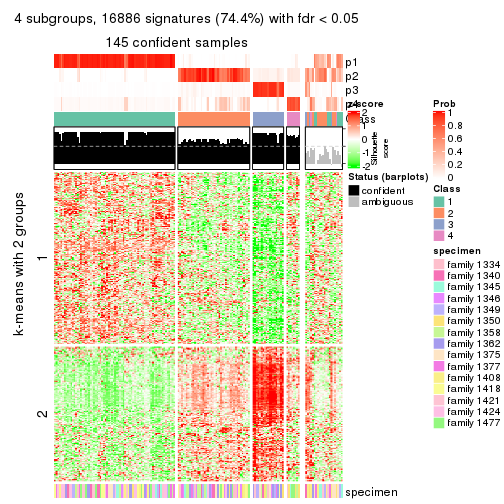 4 subgroups, 16886 signatures (74.4%) with fdr < 0.05
145 confident samples
p1
p2
p3
p4
Class
Silhouette
score
z-score
2
1
0
-1
-2
Status (barplots)
confident
ambiguous
Prob
1
0.8
0.6
0.4
0.2
0
Class
1
2
3
4
specimen
family 1334
family 1340
family 1345
family 1346
family 1349
family 1350
family 1358
family 1362
family 1375
family 1377
family 1408
family 1418
family 1421
family 1424
family 1477
k-means with 2 groups
1
2
specimen